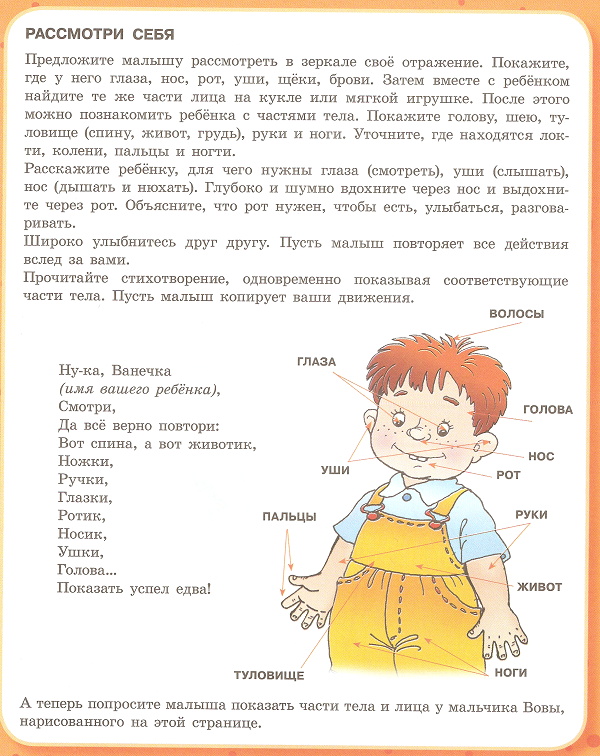 РАССМОТРИ СЕБЯ
Предложите малышу рассмотреть в зеркале своё отражение. Покажите,
где у него глаза, нос, рот, уши, щёки, брови. Затем вместе с ребёнком
найдите те же части лица на кукле или мягкой игрушке. После этого
можно познакомить ребёнка с частями тела. Покажите голову, шею, ту-
ловище (спину, живот, грудь), руки и ноги. Уточните, где находятся лок-
ти, колени, пальцы и ногти.
Расскажите ребёнку, для чего нужны глаза (смотреть), уши (слышать),
нос (дышать и нюхать). Глубоко и шумно вдохните через нос и выдохни-
те через рот. Объясните, что рот нужен, чтобы есть, улыбаться, разгова-
ривать.
Широко улыбнитесь друг другу. Пусть малыш повторяет все действия
вслед за вами.
Прочитайте стихотворение, одновременно показывая соответствующие
части тела. Пусть малыш копирует ваши движения.
Ну-ка, Ванечка
(имя вашего ребёнка),
Смотри,
Да всё верно повтори:
Вот спина, а вот животик,
Ножки,
Ручки,
Глазки,
Ротик,
Носик,
Ушки,
Голова...
Показать успел едва!
ВОЛОСЫ
ГЛАЗА
ГОЛОВА
НОС
УШИ
РОТ
ПАЛЬЦЫ
РУКИ
ЖИВОТ
ТУЛОВИЩЕ
НОГИ
А теперь попросите малыша показать части тела и лица у мальчика Вовы,
нарисованного на этой странице.